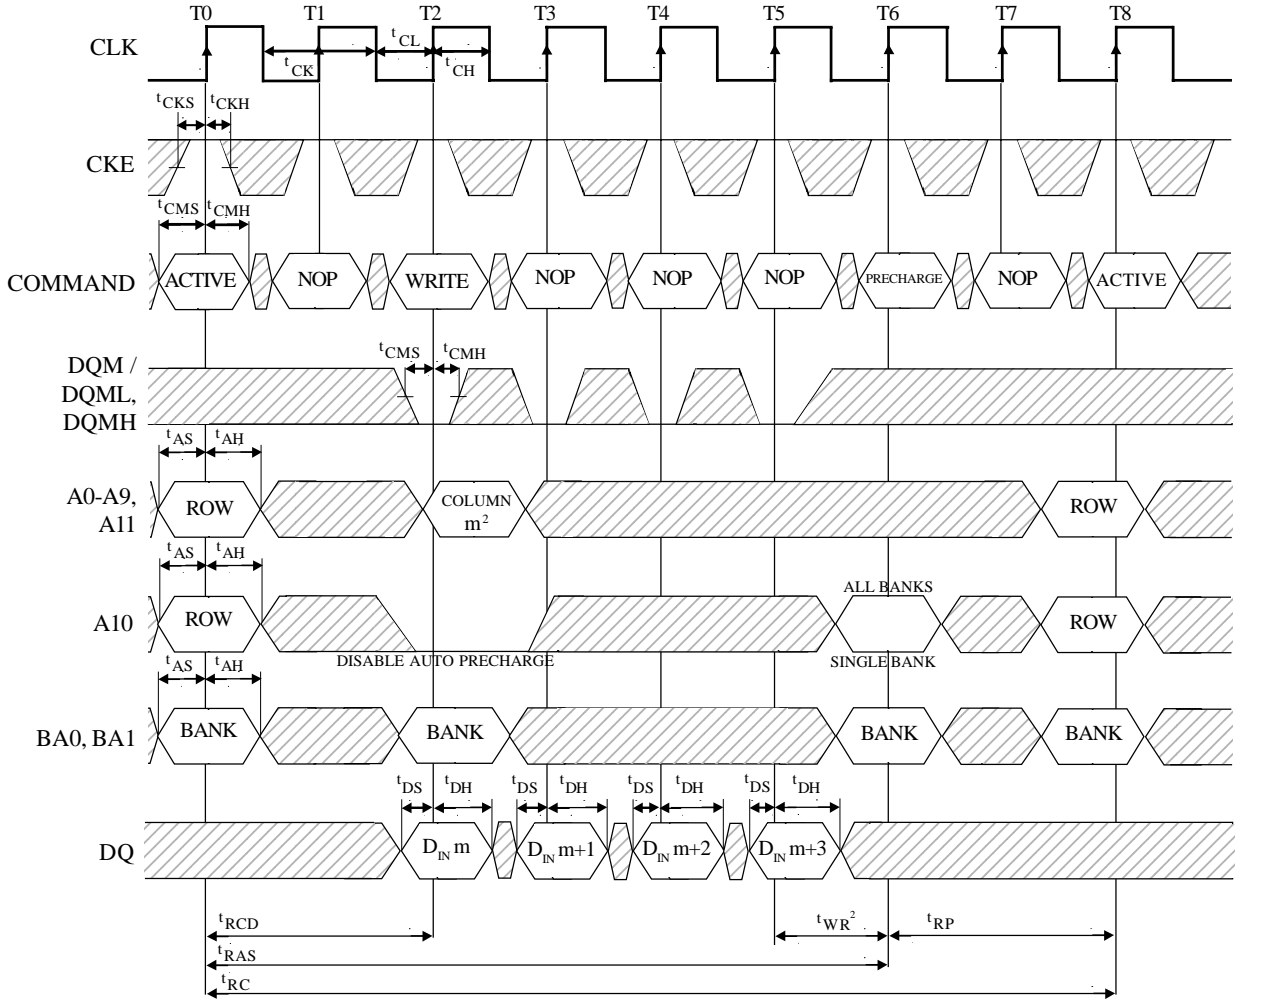 T0 T1 T2 T3 T4 T5 T6 T7 T8
CLK
tCK tCL tCH
tCKS tCKH
CKE
tCMS tCMH
COMMAND ACTIVE NOP WRITE NOP NOP NOP PRECHARGE NOP ACTIVE
tCMS tCMH
DQM /
DQML,
DQMH
tAS tAH
A0-A9,
A11
ROW COLUMN m² ROW
tAS tAH
ALL BANKS
A10 ROW ROW
DISABLE AUTO PRECHARGE SINGLE BANK
tAS tAH
BA0, BA1 BANK BANK BANK BANK
tDS tDH tDS tDH tDS tDH tDS tDH
DQ DIN m DIN m+1 DIN m+2 DIN m+3
tRCD tWR² tRP
tRAS
tRC